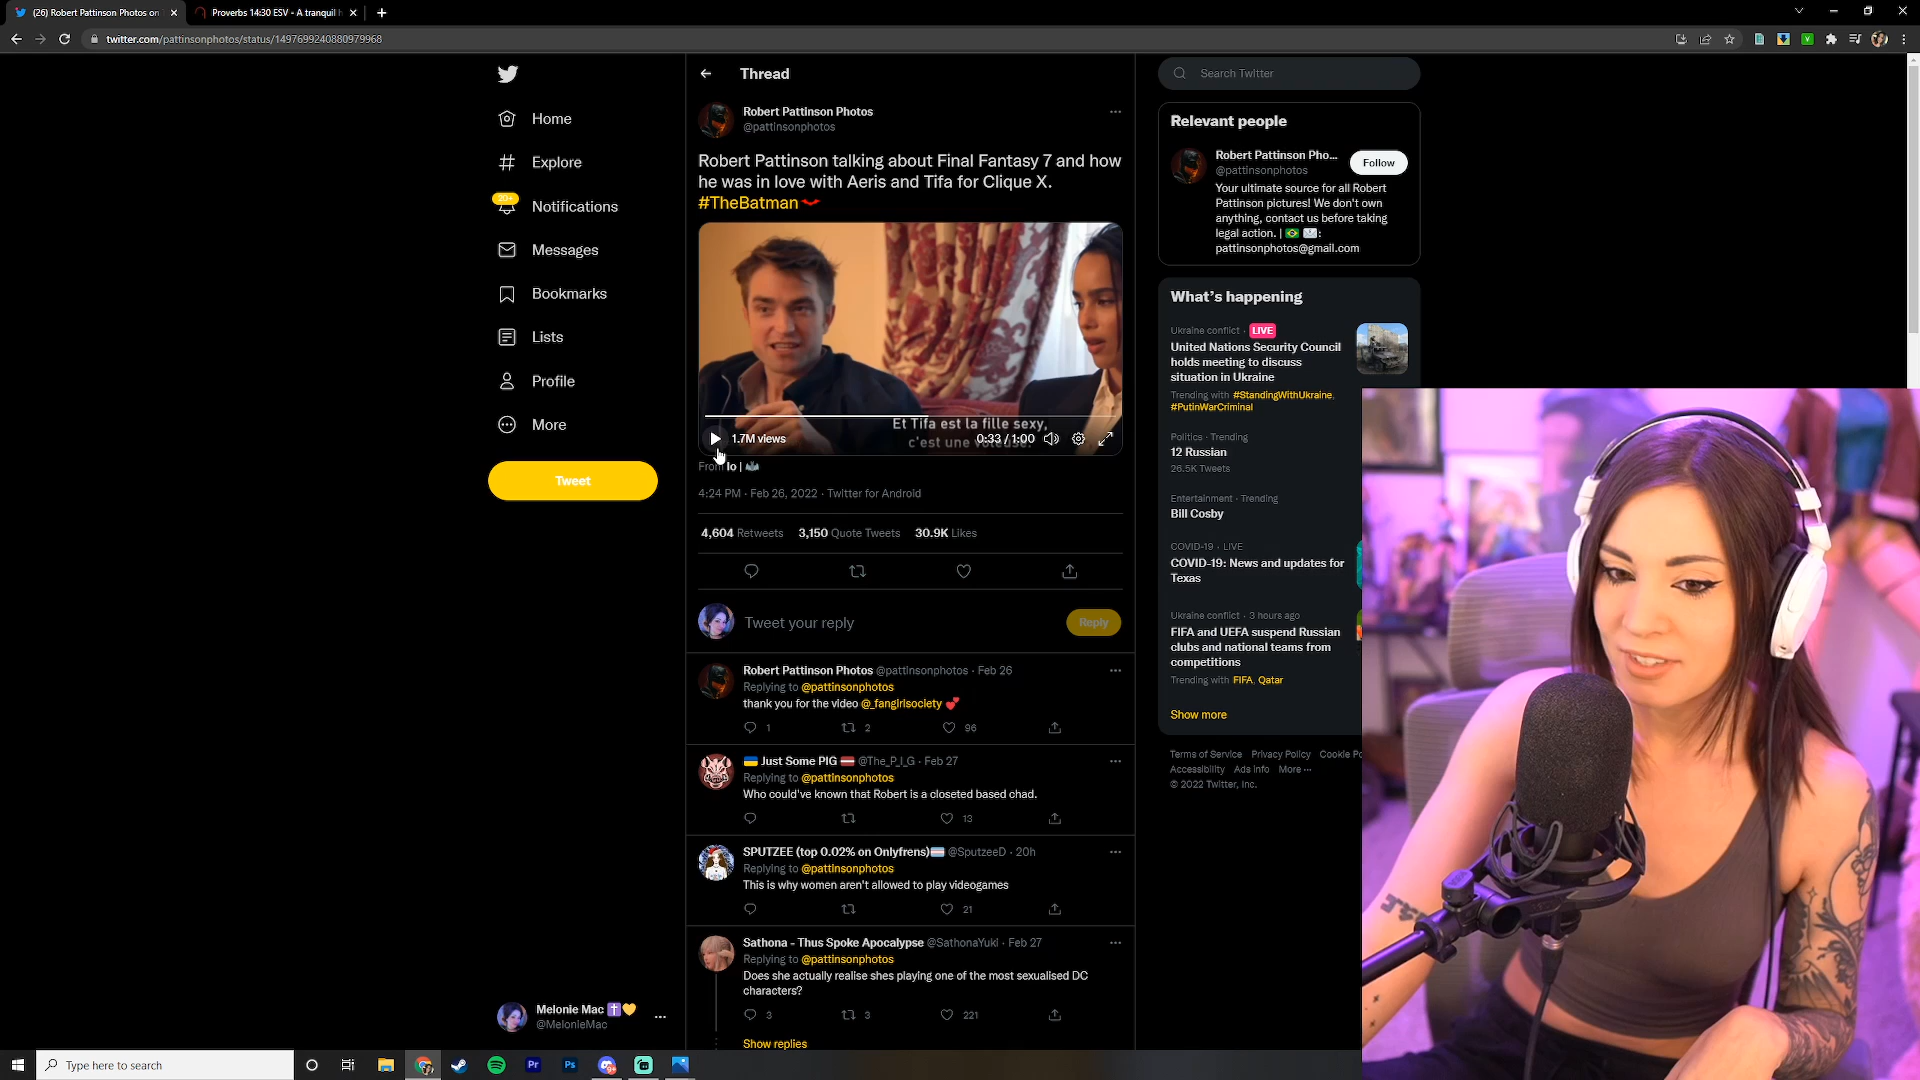 (26) Robert Pattinson Photos on
Proverbs 14:30 ESV - A tranquil h
twitter.com/pattinsonphotos/status/1497699240880979968
Home
Explore
20+
Notifications
Messages
Bookmarks
Lists
Profile
More
Tweet
Melonie Mac
@MelonieMac
Thread
Robert Pattinson Photos
@pattinsonphotos
Robert Pattinson talking about Final Fantasy 7 and how
he was in love with Aeris and Tifa for Clique X.
#TheBatman
Et Tifa est la fille sexy,
c'est une voleuse.
1.7M views
0:33 / 1:00
From io |
4:24 PM · Feb 26, 2022 · Twitter for Android
4,604 Retweets 3,150 Quote Tweets 30.9K Likes
Tweet your reply
Reply
Robert Pattinson Photos @pattinsonphotos · Feb 26
Replying to @pattinsonphotos
thank you for the video @_fangirlsociety
1 2 96
Just Some PIG @The_P_I_G · Feb 27
Replying to @pattinsonphotos
Who could've known that Robert is a closeted based chad.
13
SPUTZEE (top 0.02% on Onlyfrens) @SputzeeD · 20h
Replying to @pattinsonphotos
This is why women aren't allowed to play videogames
21
Sathona - Thus Spoke Apocalypse @SathonaYuki · Feb 27
Replying to @pattinsonphotos
Does she actually realise shes playing one of the most sexualised DC
characters?
3 3 221
Show replies
Search Twitter
Relevant people
Robert Pattinson Pho...
@pattinsonphotos
Follow
Your ultimate source for all Robert
Pattinson pictures! We don't own
anything, contact us before taking
legal action. | :
pattinsonphotos@gmail.com
What's happening
Ukraine conflict · LIVE
United Nations Security Council
holds meeting to discuss
situation in Ukraine
Trending with #StandingWithUkraine,
#PutinWarCriminal
Politics · Trending
12 Russian
26.5K Tweets
Entertainment · Trending
Bill Cosby
COVID-19 · LIVE
COVID-19: News and updates for
Texas
Ukraine conflict · 3 hours ago
FIFA and UEFA suspend Russian
clubs and national teams from
competitions
Trending with FIFA, Qatar
Show more
Terms of Service Privacy Policy Cookie Po
Accessibility Ads info More ···
© 2022 Twitter, Inc.
Type here to search
Pr
Ps